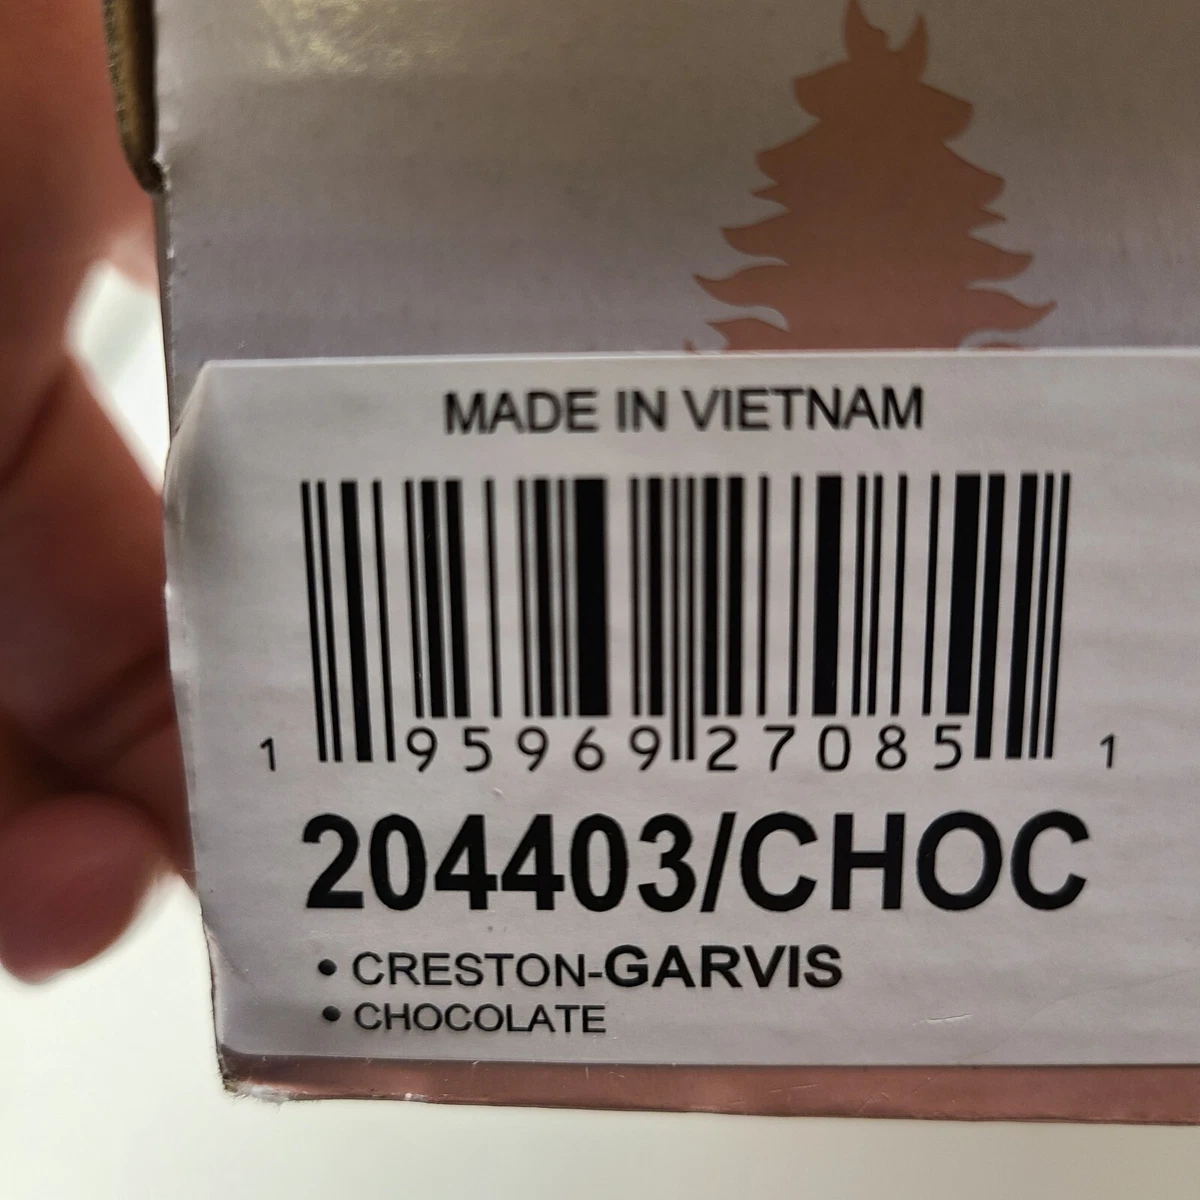 MADE IN VIETNAM
1 95969 27085 1
204403/CHOC
• CRESTON-GARVIS
• CHOCOLATE